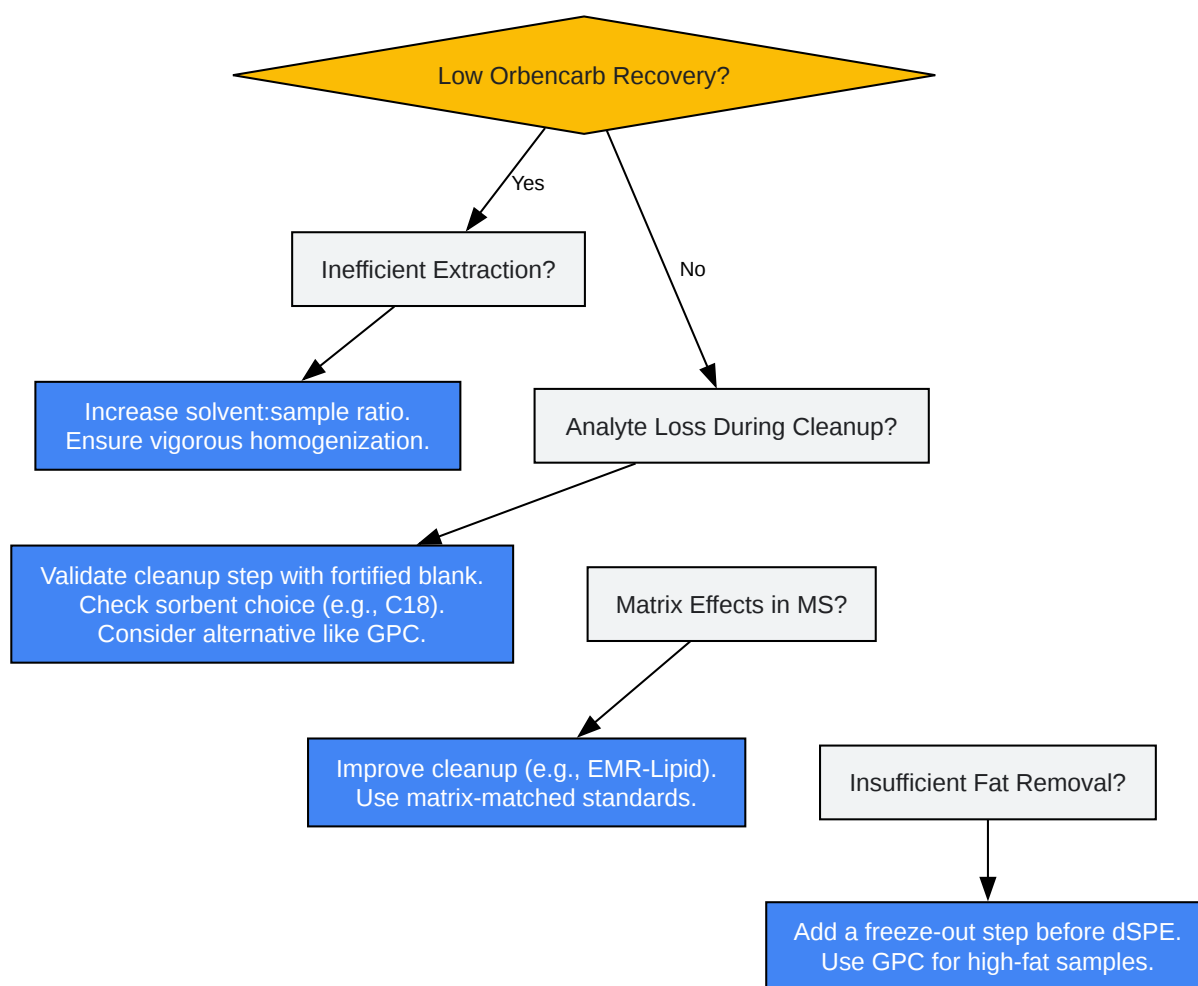 Low Orbencarb Recovery?
Yes
Inefficient Extraction?
No
Increase solvent:sample ratio.
Ensure vigorous homogenization.
Analyte Loss During Cleanup?
Validate cleanup step with fortified blank.
Check sorbent choice (e.g., C18).
Consider alternative like GPC.
Matrix Effects in MS?
Improve cleanup (e.g., EMR-Lipid).
Use matrix-matched standards.
Insufficient Fat Removal?
Add a freeze-out step before dSPE.
Use GPC for high-fat samples.